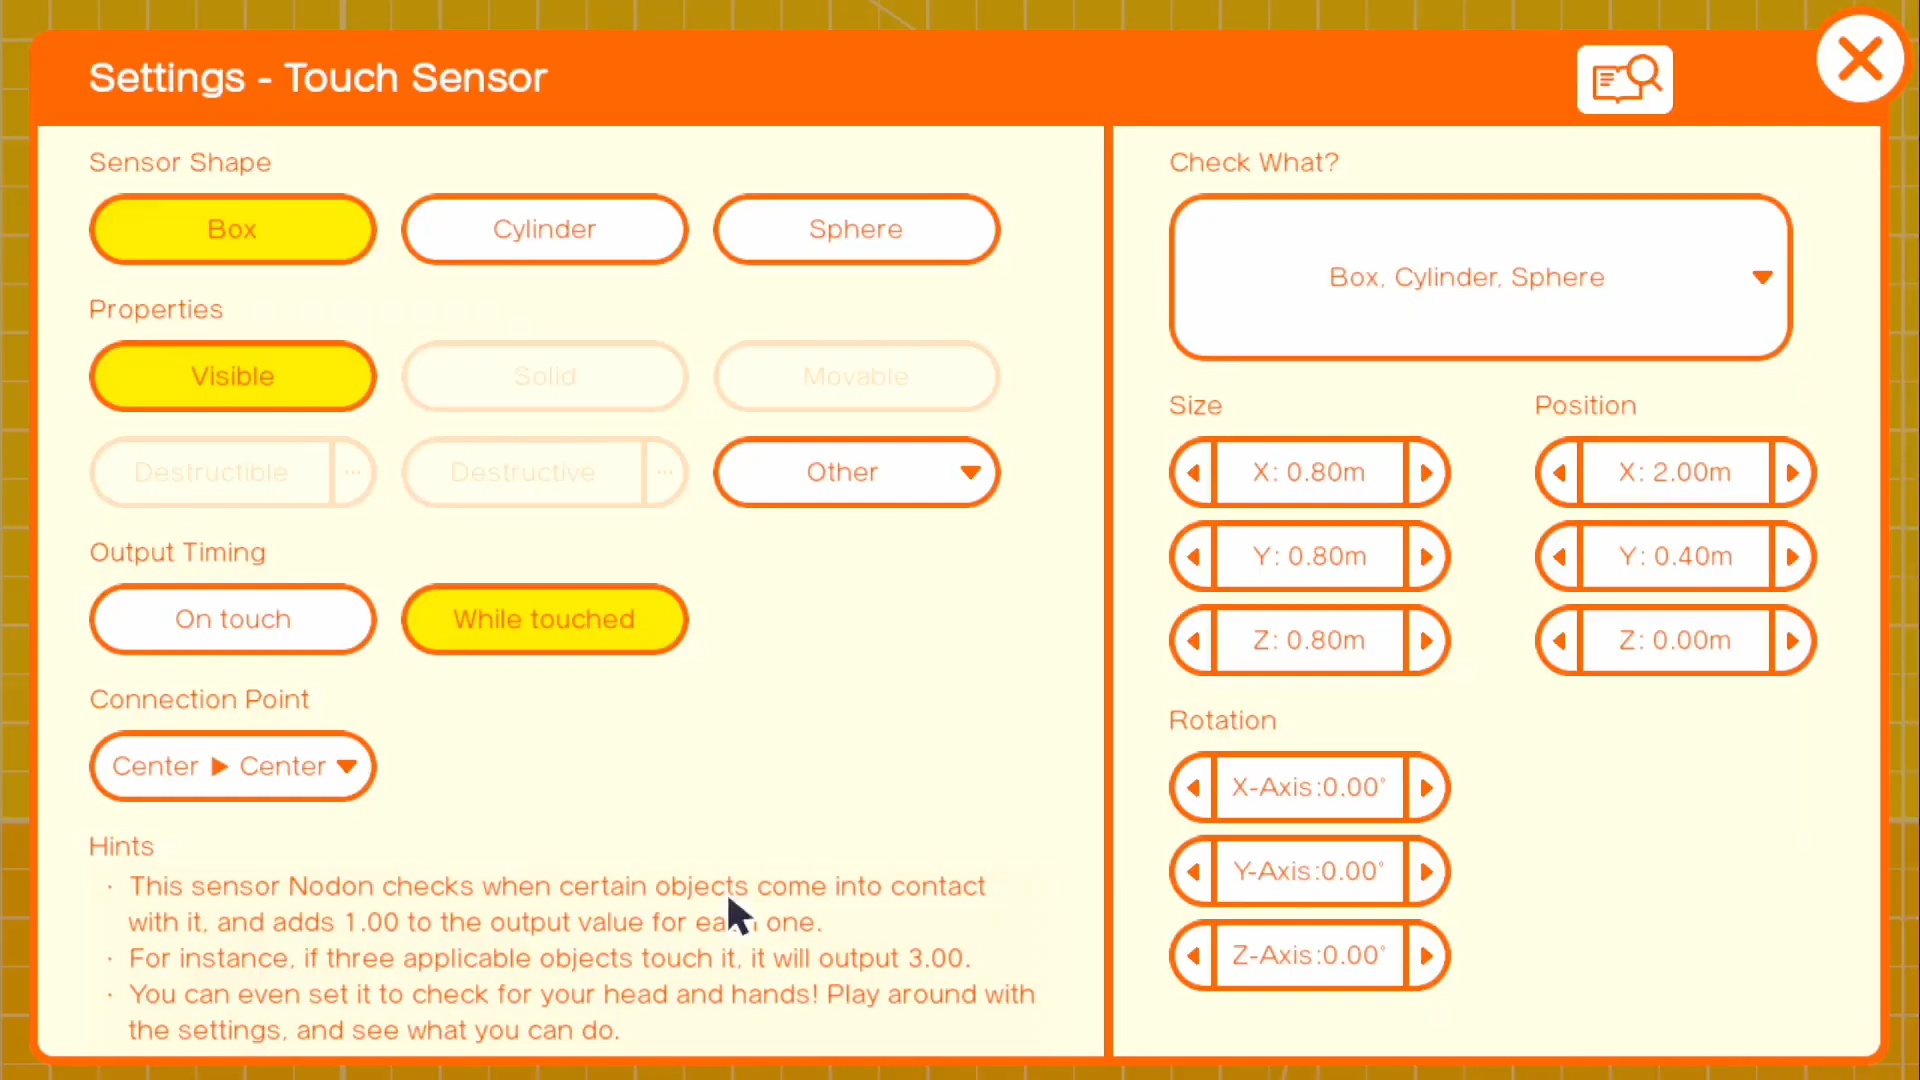 Settings - Touch Sensor
Sensor Shape
Box
Cylinder
Sphere
Properties
Visible
Solid
Movable
Destructible
...
Destructive
...
Other
Output Timing
On touch
While touched
Connection Point
Center ▶ Center
Hints
· This sensor Nodon checks when certain objects come into contact
with it, and adds 1.00 to the output value for each one.
· For instance, if three applicable objects touch it, it will output 3.00.
· You can even set it to check for your head and hands! Play around with
the settings, and see what you can do.
Check What?
Box, Cylinder, Sphere
Size
X: 0.80m
Y: 0.80m
Z: 0.80m
Position
X: 2.00m
Y: 0.40m
Z: 0.00m
Rotation
X-Axis:0.00°
Y-Axis:0.00°
Z-Axis:0.00°